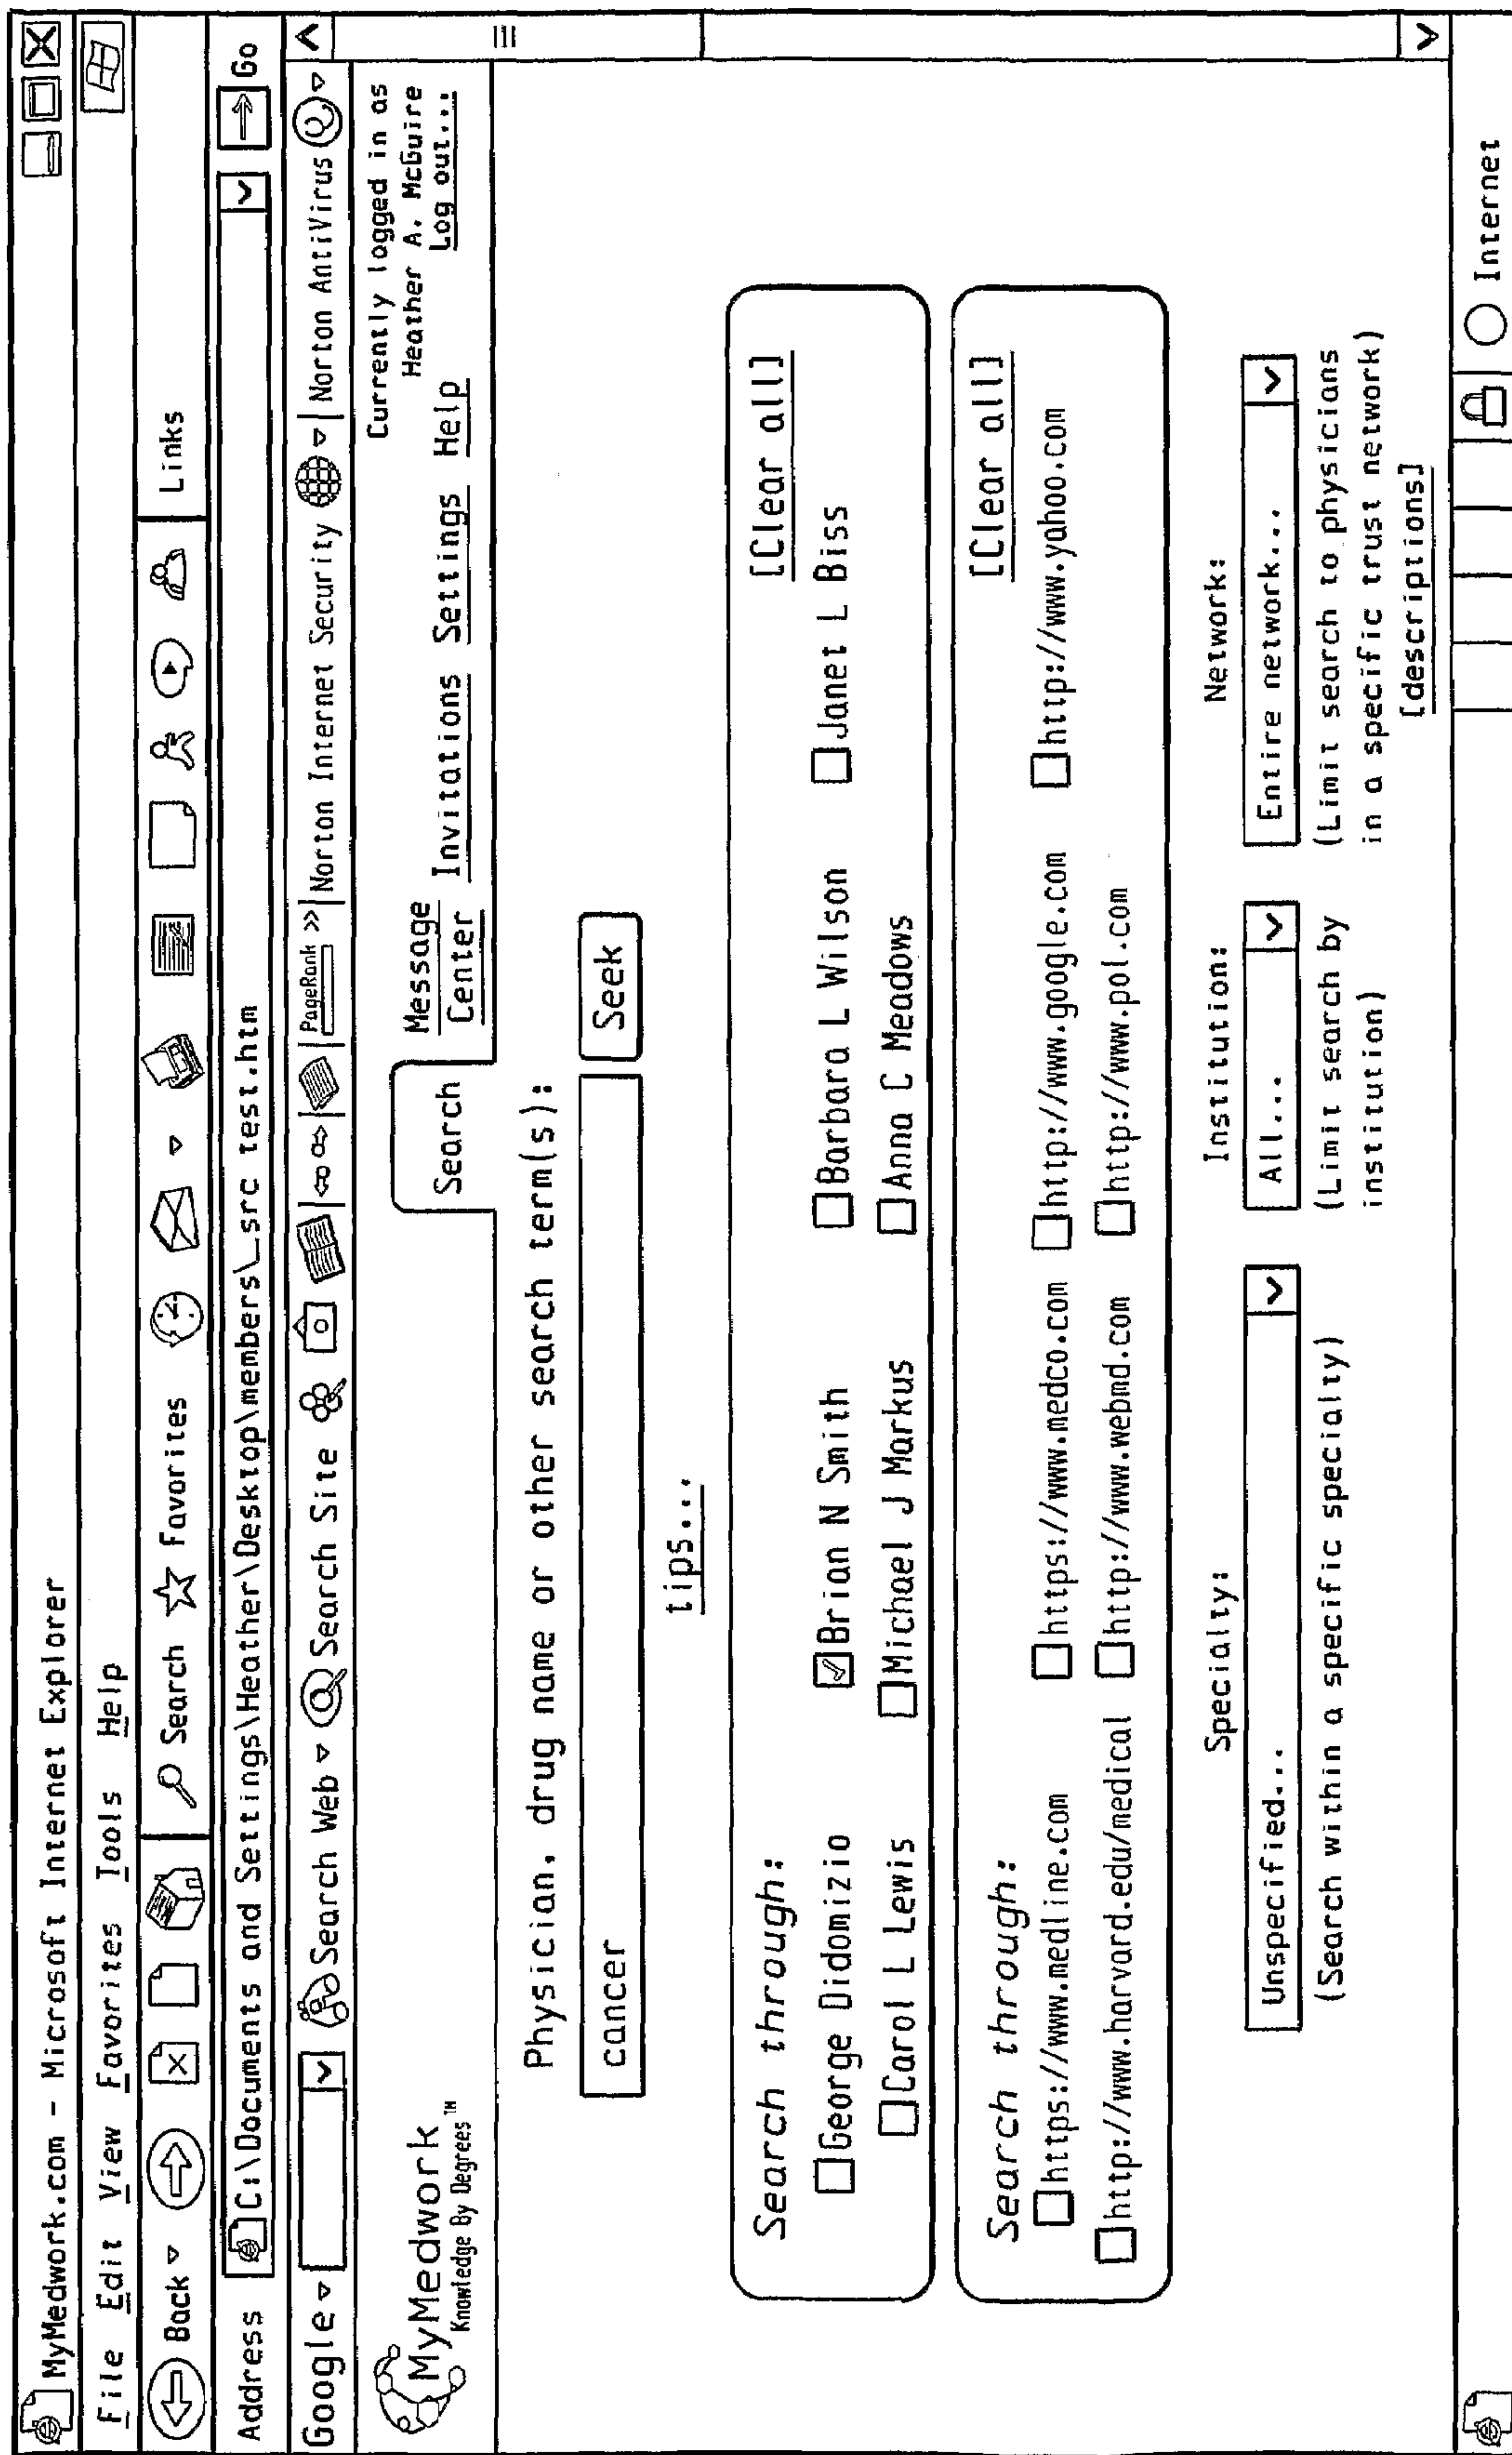 MyMedwork.com - Microsoft Internet Explorer
File Edit View Favorites Tools Help
Back Search Favorites Links
Address C:\Documents and Settings\Heather\Desktop\members\_src test.htm Go
Google Search Web Search Site PageRank >> Norton Internet Security Norton AntiVirus
Currently logged in as
Heather A. McGuire
Log out...
MyMedwork™
Knowledge By Degrees
Search
Message
Center
Invitations Settings Help
Physician, drug name or other search term(s):
cancer Seek
tips...
Search through: [Clear all]
George Didomizio Brian N Smith Barbara L Wilson Janet L Biss
Carol L Lewis Michael J Markus Anna C Meadows
Search through: [Clear all]
https://www.medline.com https://www.medco.com http://www.google.com http://www.yahoo.com
http://www.harvard.edu/medical http://www.webmd.com http://www.pol.com
Specialty: Institution: Network:
Unspecified... All... Entire network...
(Search within a specific specialty) (Limit search by (Limit search to physicians
institution) in a specific trust network)
[descriptions]
Internet